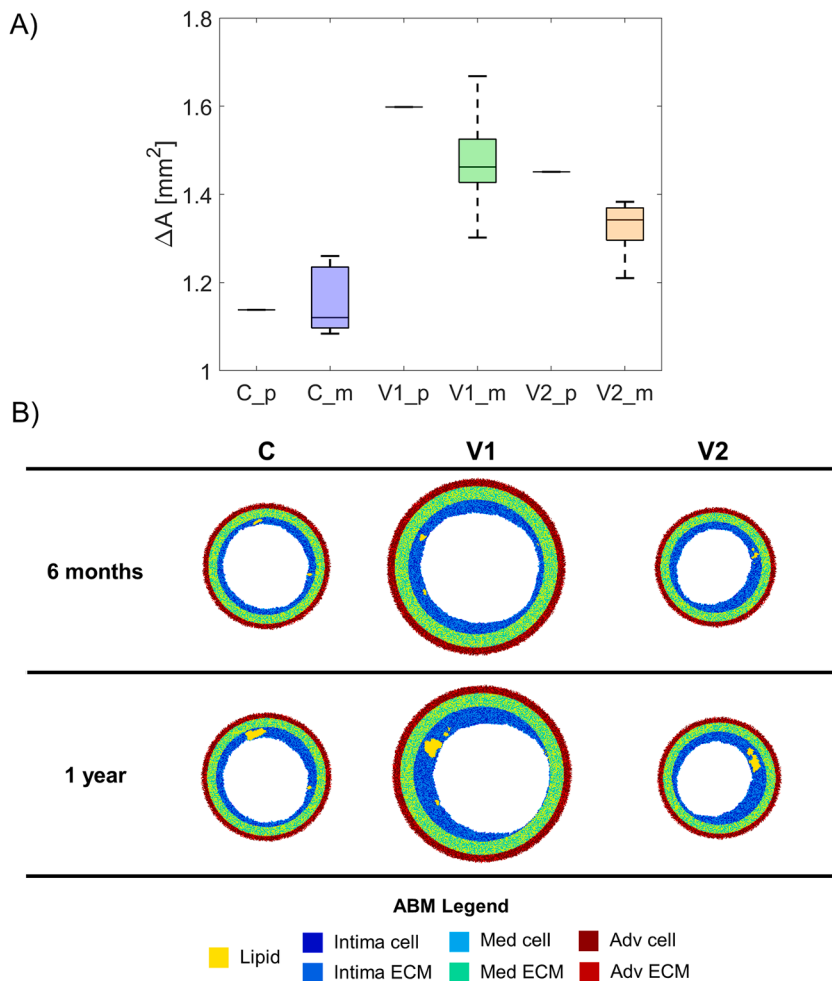 A)
1.8
1.6
1.4
1.2
1
ΔA [mm²]
C_p C_m V1_p V1_m V2_p V2_m
B)
C V1 V2
6 months
1 year
ABM Legend
Lipid Intima cell Med cell Adv cell
Intima ECM Med ECM Adv ECM